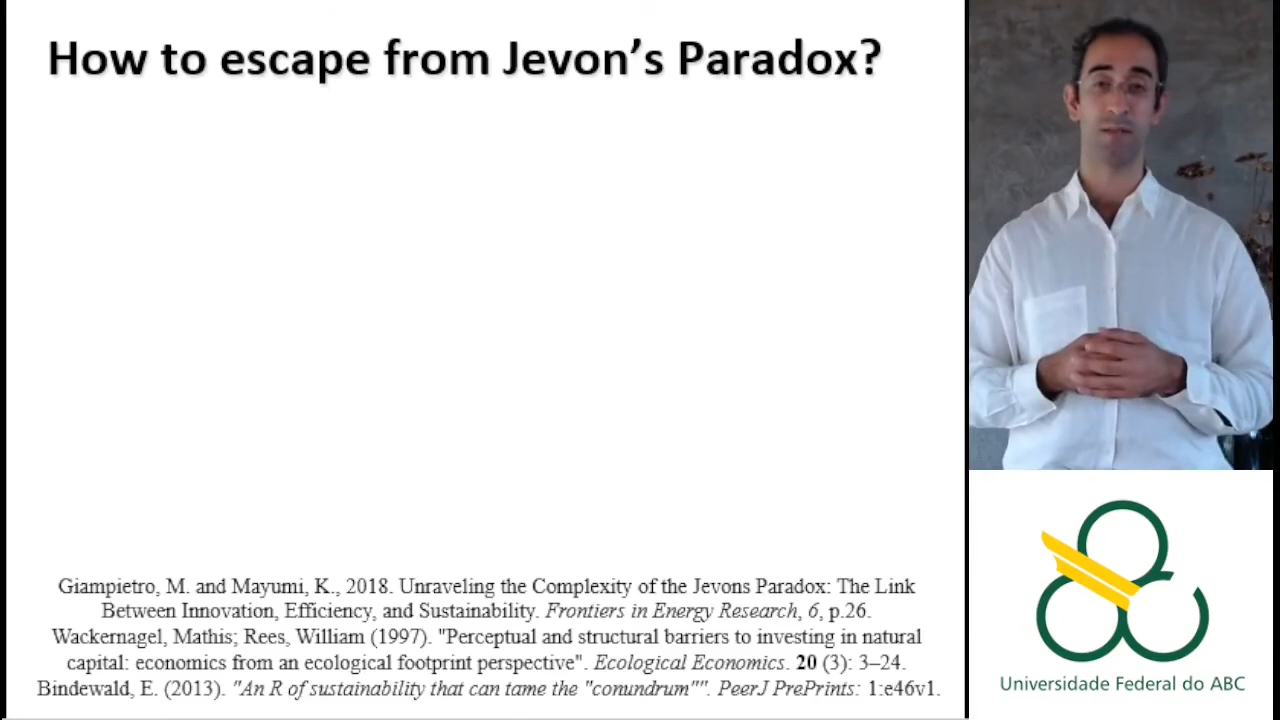 How to escape from Jevon’s Paradox?
Giampietro, M. and Mayumi, K., 2018. Unraveling the Complexity of the Jevons Paradox: The Link
Between Innovation, Efficiency, and Sustainability. Frontiers in Energy Research, 6, p.26.
Wackernagel, Mathis; Rees, William (1997). "Perceptual and structural barriers to investing in natural
capital: economics from an ecological footprint perspective". Ecological Economics. 20 (3): 3–24.
Bindewald, E. (2013). "An R of sustainability that can tame the "conundrum"". PeerJ PrePrints: 1:e46v1.
Universidade Federal do ABC